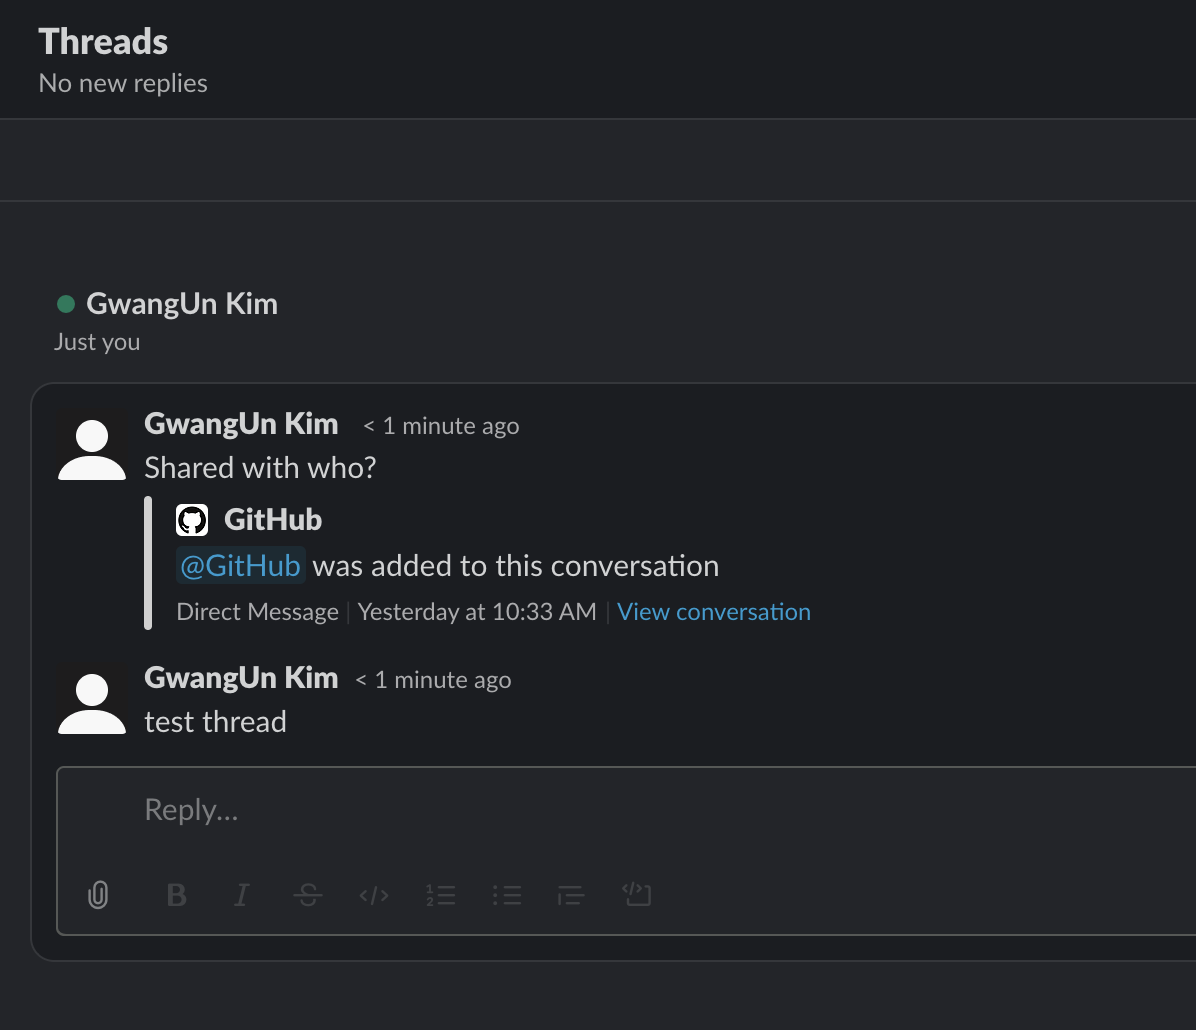 Threads
No new replies
GwangUn Kim
Just you
GwangUn Kim < 1 minute ago
Shared with who?
GitHub
@GitHub was added to this conversation
Direct Message | Yesterday at 10:33 AM | View conversation
GwangUn Kim < 1 minute ago
test thread
Reply...